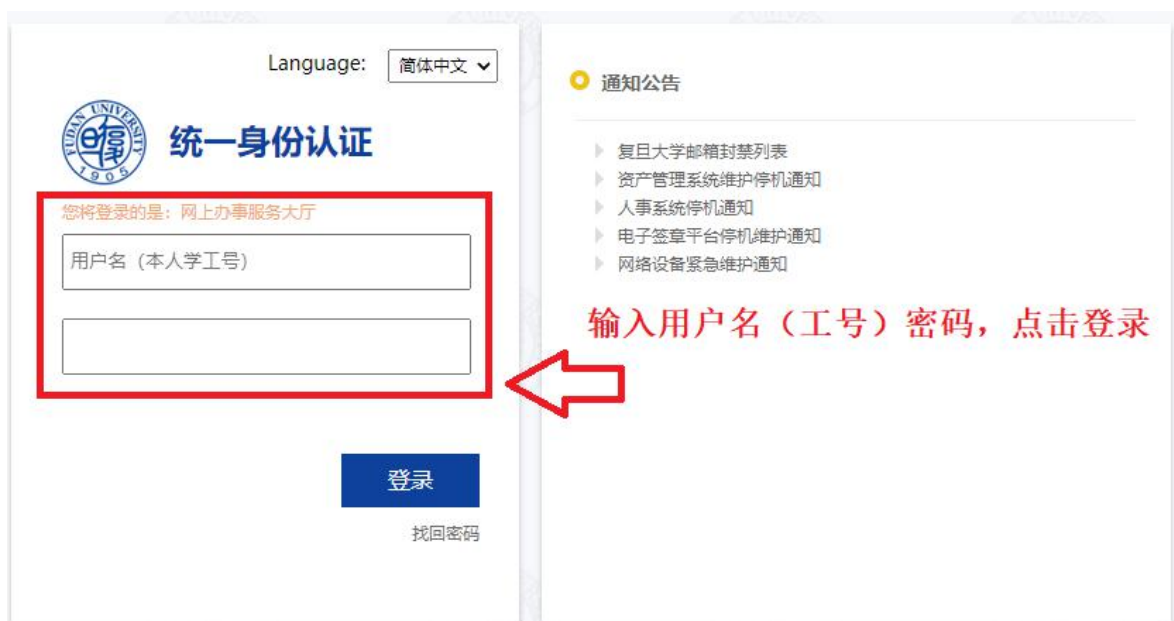 Language: 简体中文
FUDAN UNIVERSITY
1905
统一身份认证
您将登录的是：网上办事服务大厅
用户名（本人学工号）
登录
找回密码
通知公告
复旦大学邮箱封禁列表
资产管理系统维护停机通知
人事系统停机通知
电子签章平台停机维护通知
网络设备紧急维护通知
输入用户名（工号）密码，点击登录